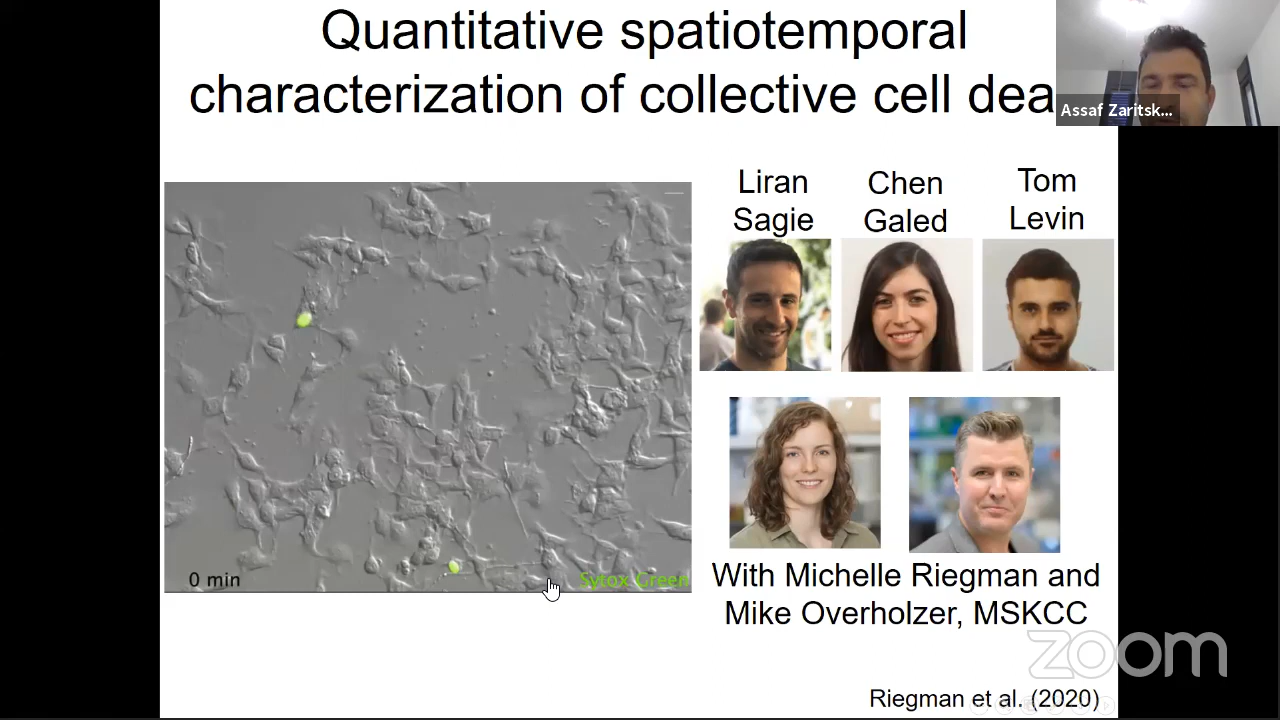 Quantitative spatiotemporal
characterization of collective cell dea
Assaf Zaritsk...
Liran
Sagie
Chen
Galed
Tom
Levin
0 min
Sytox Green
With Michelle Riegman and
Mike Overholzer, MSKCC
zoom
Riegman et al. (2020)